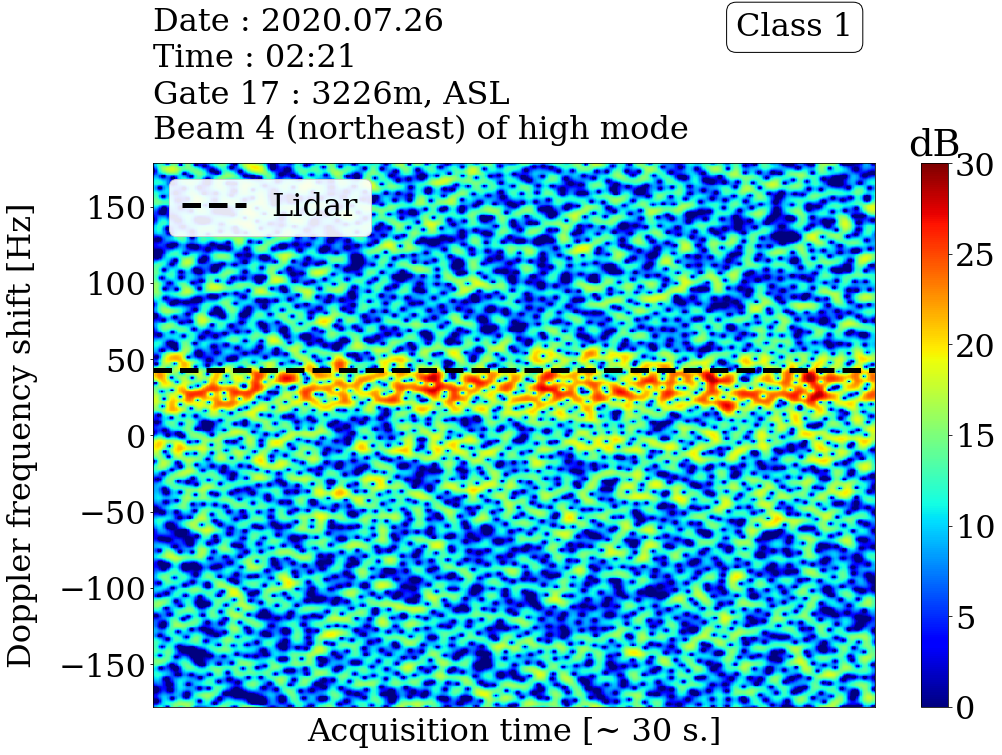 Date : 2020.07.26
Time : 02:21
Gate 17 : 3226m, ASL
Beam 4 (northeast) of high mode
Class 1
dB
Lidar
Doppler frequency shift [Hz]
150
100
50
0
−50
−100
−150
30
25
20
15
10
5
0
Acquisition time [~ 30 s.]